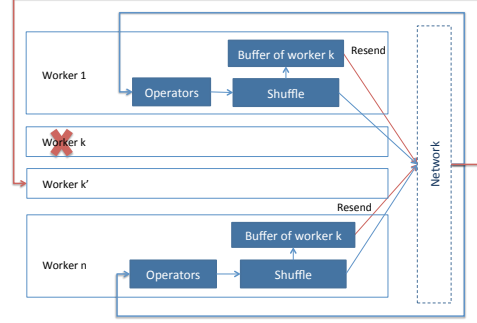 Buffer of worker k
Resend
Worker 1
Operators
Shuffle
Worker k
Worker k'
Network
Resend
Buffer of worker k
Worker n
Operators
Shuffle